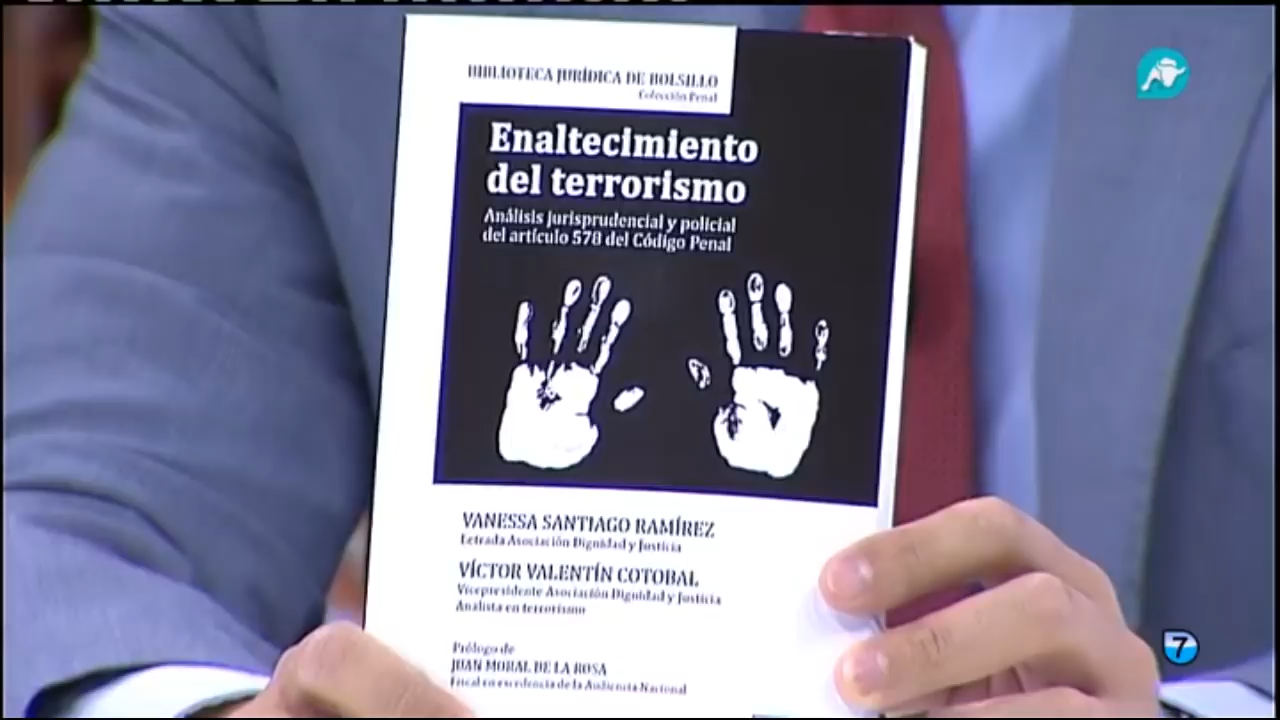 BIBLIOTECA JURÍDICA DE BOLSILLO
Colección Penal
Enaltecimiento
del terrorismo
Análisis jurisprudencial y policial
del artículo 578 del Código Penal
VANESSA SANTIAGO RAMÍREZ
Letrada Asociación Dignidad y Justicia
VÍCTOR VALENTÍN COTOBAL
Vicepresidente Asociación Dignidad y Justicia
Analista en terrorismo
Prólogo de
JUAN MORAL DE LA ROSA
Fiscal en excedencia de la Audiencia Nacional
7